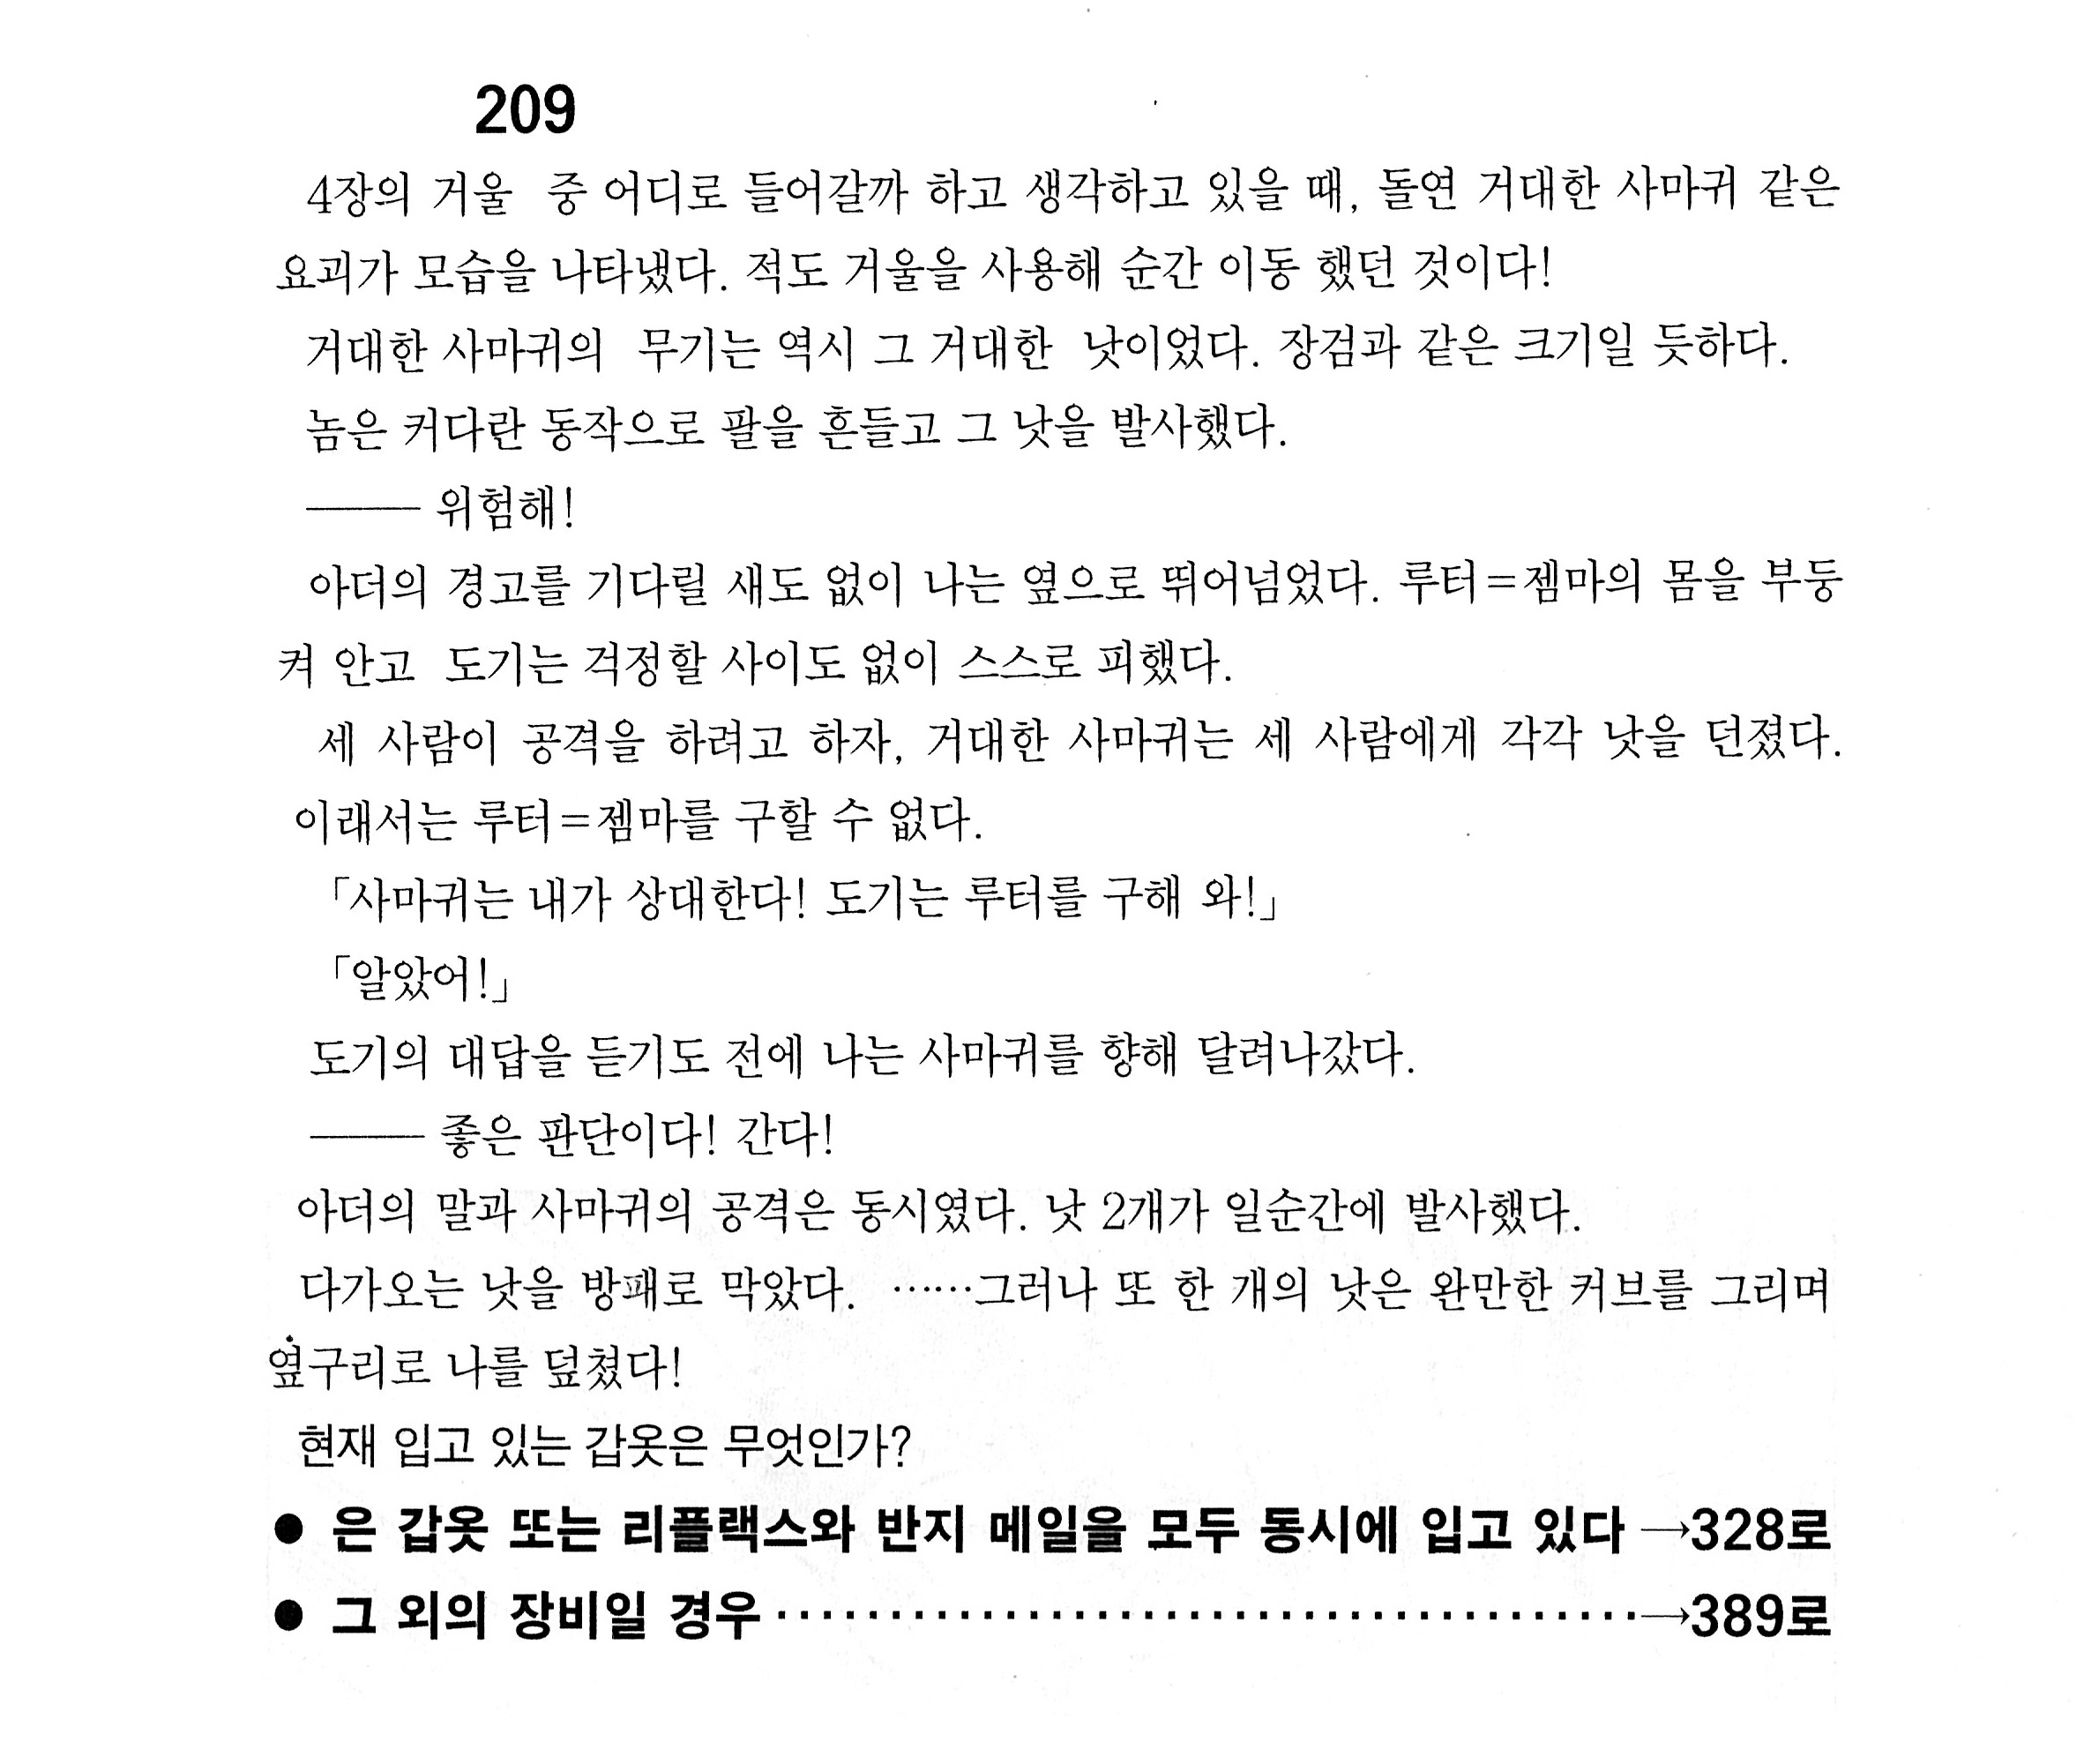 209
4장의 거울 중 어디로 들어갈까 하고 생각하고 있을 때, 돌연 거대한 사마귀 같은
요괴가 모습을 나타냈다. 적도 거울을 사용해 순간 이동 했던 것이다!
거대한 사마귀의 무기는 역시 그 거대한 낫이었다. 장검과 같은 크기일 듯하다.
놈은 커다란 동작으로 팔을 흔들고 그 낫을 발사했다.
─── 위험해!
아더의 경고를 기다릴 새도 없이 나는 옆으로 뛰어넘었다. 루터=젬마의 몸을 부둥
켜 안고 도기는 걱정할 사이도 없이 스스로 피했다.
세 사람이 공격을 하려고 하자, 거대한 사마귀는 세 사람에게 각각 낫을 던졌다.
이래서는 루터=젬마를 구할 수 없다.
「사마귀는 내가 상대한다! 도기는 루터를 구해 와!」
「알았어!」
도기의 대답을 듣기도 전에 나는 사마귀를 향해 달려나갔다.
─── 좋은 판단이다! 간다!
아더의 말과 사마귀의 공격은 동시였다. 낫 2개가 일순간에 발사했다.
다가오는 낫을 방패로 막았다. ……그러나 또 한 개의 낫은 완만한 커브를 그리며
옆구리로 나를 덮쳤다!
현재 입고 있는 갑옷은 무엇인가?
● 은 갑옷 또는 리플랙스와 반지 메일을 모두 동시에 입고 있다 →328로
● 그 외의 장비일 경우······································→389로